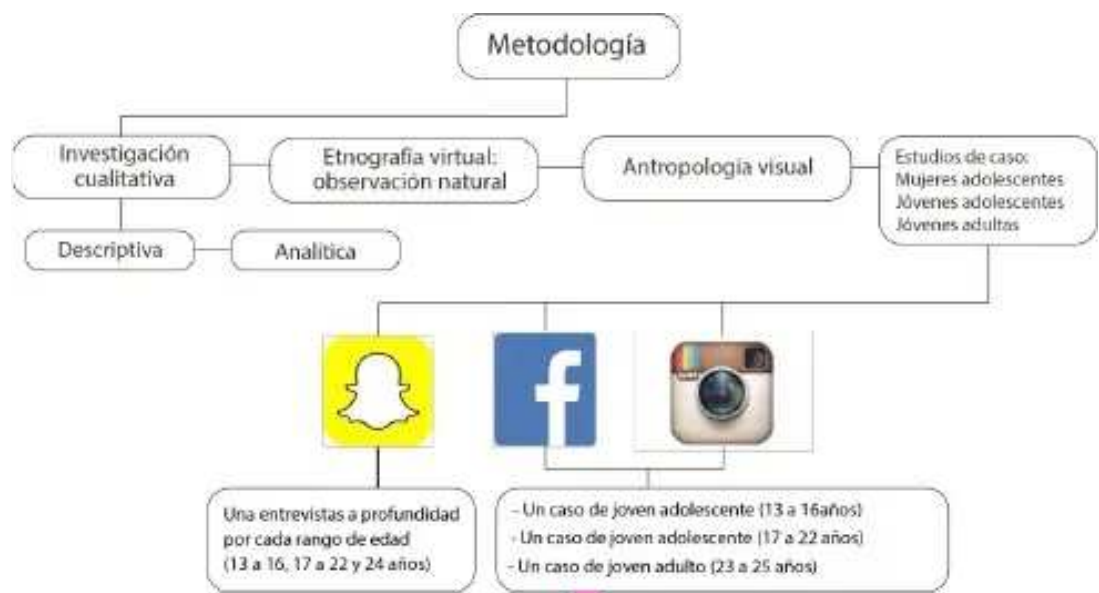 Metodología
Investigación
cualitativa
Etnografía virtual:
observación natural
Antropología visual
Estudios de caso:
Mujeres adolescentes
Jóvenes adolescentes
Jóvenes adultas
Descriptiva
Analítica
Una entrevistas a profundidad
por cada rango de edad
(13 a 16, 17 a 22 y 24 años)
- Un caso de joven adolescente (13 a 16años)
- Un caso de joven adolescente (17 a 22 años)
- Un caso de joven adulto (23 a 25 años)